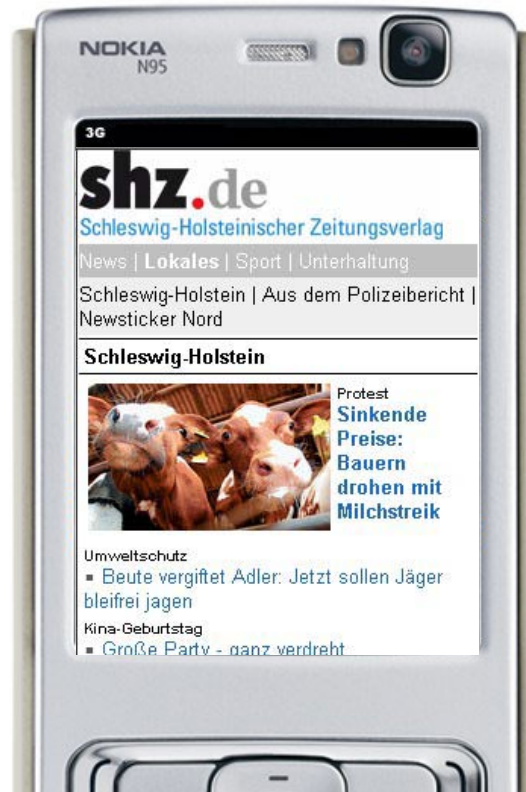 NOKIA
N95
3G
shz.de
Schleswig-Holsteinischer Zeitungsverlag
News | Lokales | Sport | Unterhaltung
Schleswig-Holstein | Aus dem Polizeibericht |
Newsticker Nord
Schleswig-Holstein
Protest
Sinkende
Preise:
Bauern
drohen mit
Milchstreik
Umweltschutz
▪ Beute vergiftet Adler: Jetzt sollen Jäger
bleifrei jagen
Kina-Geburtstag
▪ Große Party - ganz verdreht